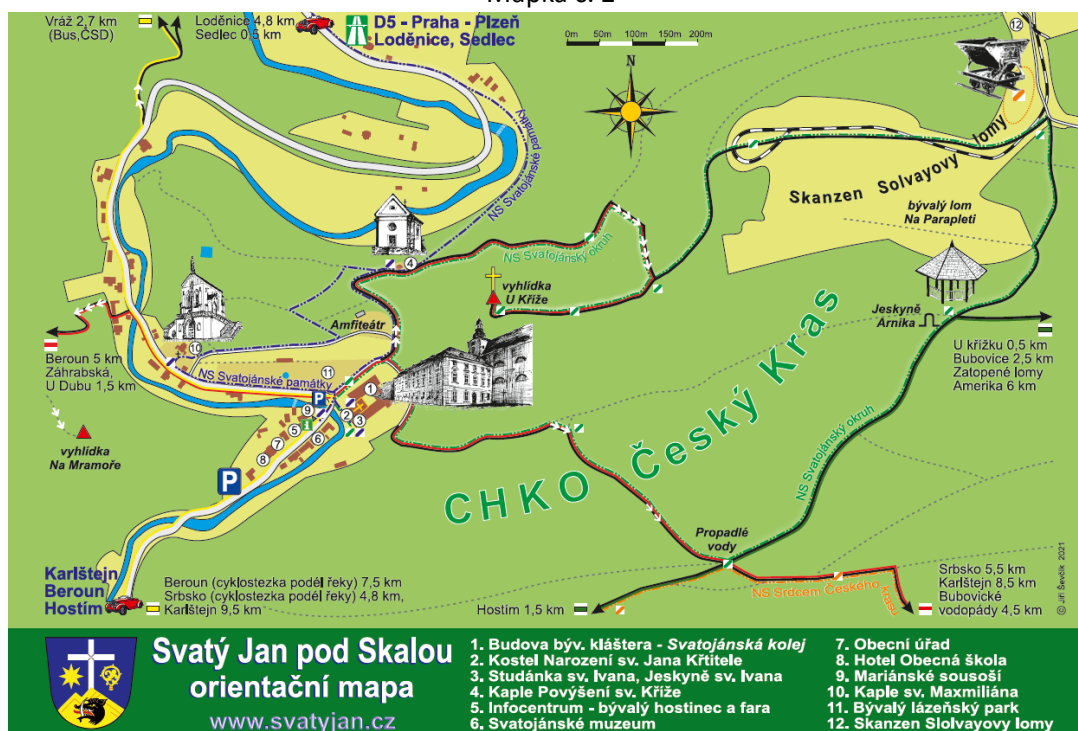 Mapka č. 2
Vráž 2,7 km
(Bus,ČSD)
Loděnice 4,8 km
Sedlec 0,5 km
D5 - Praha - Plzeň
Loděnice, Sedlec
0m 50m 100m 150m 200m
N
12
NS Svatojánské památky
Skanzen Solvayovy lomy
bývalý lom
Na Parapleti
4
NS Svatojánský okruh
vyhlídka
U Kříže
Amfiteátr
10
Jeskyně
Arnika
Beroun 5 km
Záhrabská,
U Dubu 1,5 km
U křížku 0,5 km
Bubovice 2,5 km
Zatopené lomy
Amerika 6 km
NS Svatojánské památky
11
1
P
9
2
3
5
i
6
7
8
vyhlídka
Na Mramoře
P
CHKO Český Kras
NS Svatojánský okruh
Propadlé
vody
Karlštejn
Beroun
Hostím
Beroun (cyklostezka podél řeky) 7,5 km
Srbsko (cyklostezka podél řeky) 4,8 km,
Karlštejn 9,5 km
Hostím 1,5 km
NS Srdcem Českého krasu
Srbsko 5,5 km
Karlštejn 8,5 km
Bubovické
vodopády 4,5 km
© Jiří Ševčík 2021
Svatý Jan pod Skalou
orientační mapa
www.svatyjan.cz
1. Budova býv. kláštera - Svatojánská kolej
2. Kostel Narození sv. Jana Křtitele
3. Studánka sv. Ivana, Jeskyně sv. Ivana
4. Kaple Povýšení sv. Kříže
5. Infocentrum - bývalý hostinec a fara
6. Svatojánské muzeum
7. Obecní úřad
8. Hotel Obecná škola
9. Mariánské sousoší
10. Kaple sv. Maxmiliána
11. Bývalý lázeňský park
12. Skanzen Slolvayovy lomy